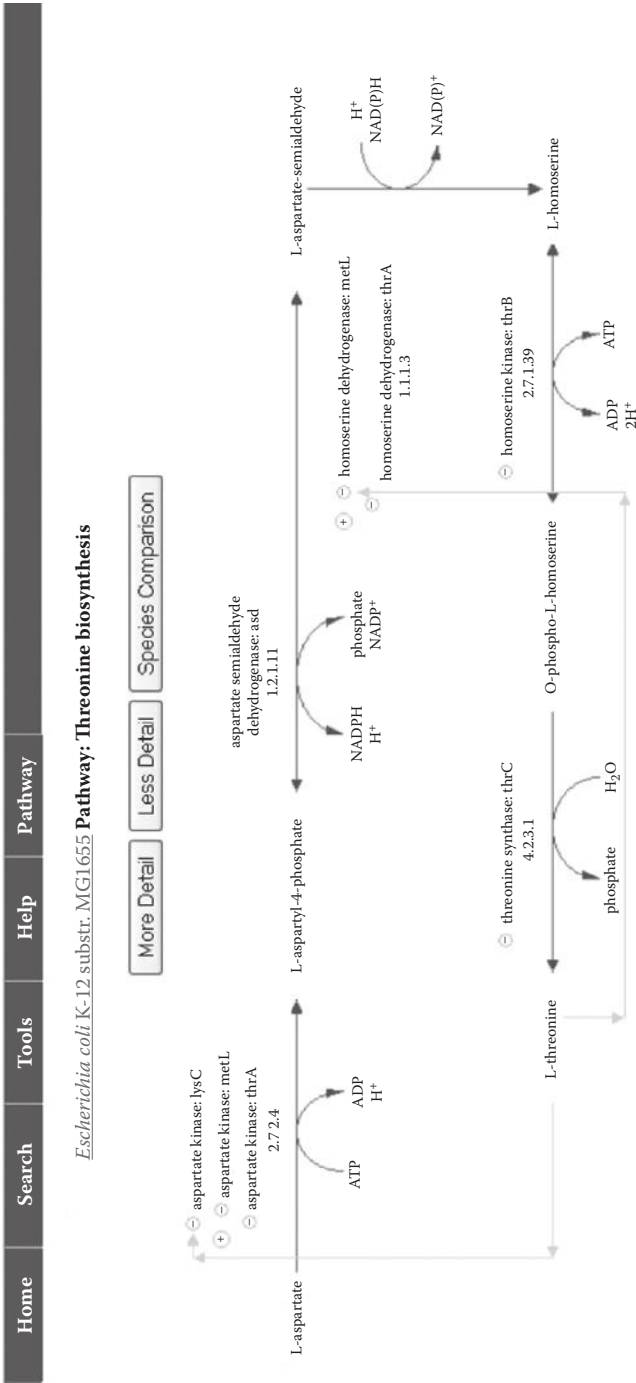 Home Search Tools Help Pathway
Escherichia coli K-12 substr. MG1655 Pathway: Threonine biosynthesis
More Detail Less Detail Species Comparison
⊖ aspartate kinase: lysC
⊕ ⊖ aspartate kinase: metL
⊖ aspartate kinase: thrA
2.7 2.4
L-aspartate
ATP
ADP
H⁺
L-aspartyl-4-phosphate
aspartate semialdehyde
dehydrogenase: asd
1.2.1.11
NADPH
H⁺
phosphate
NADP⁺
L-aspartate-semialdehyde
⊕ ⊖ homoserine dehydrogenase: metL
⊖ homoserine dehydrogenase: thrA
1.1.1.3
H⁺
NAD(P)H
NAD(P)⁺
L-homoserine
⊖ homoserine kinase: thrB
2.7.1.39
ADP
2H⁺
ATP
O-phospho-L-homoserine
⊖ threonine synthase: thrC
4.2.3.1
phosphate
H₂O
L-threonine